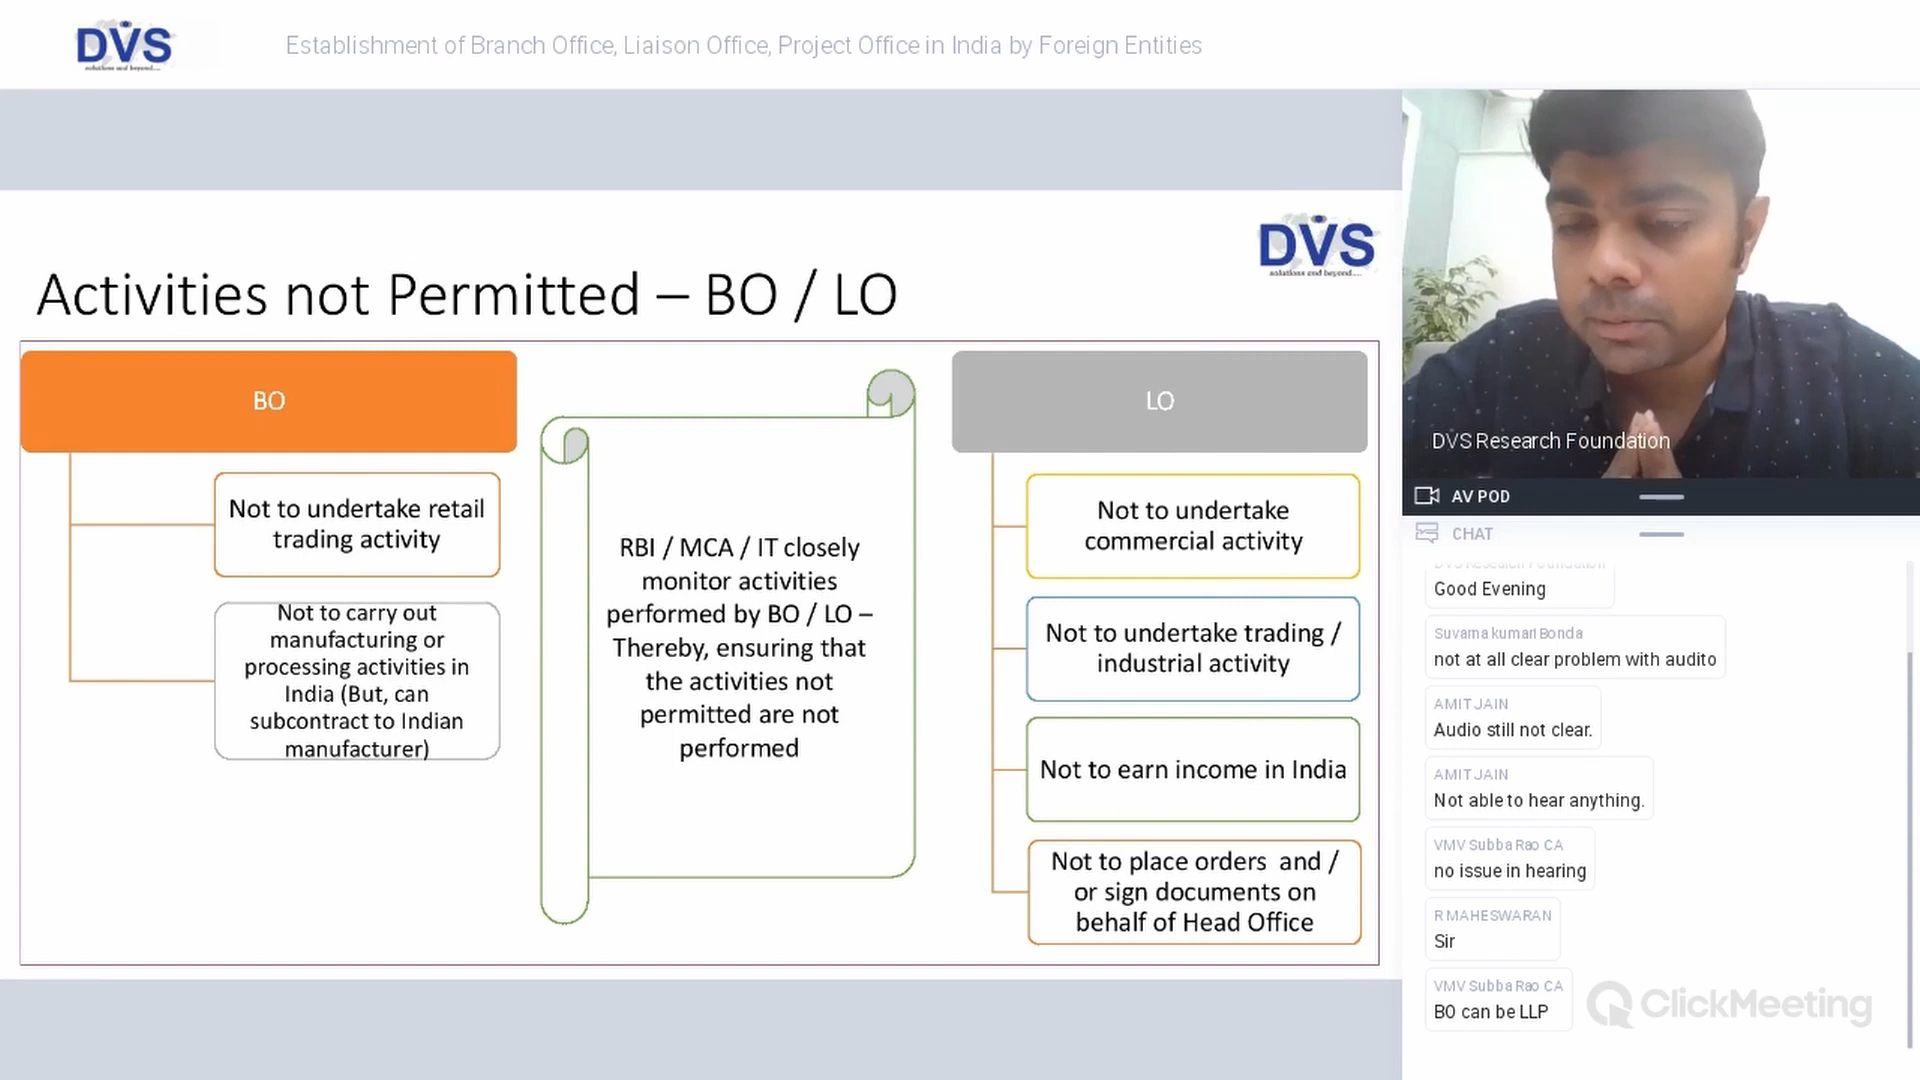 DVS
solutions and beyond....
Establishment of Branch Office, Liaison Office, Project Office in India by Foreign Entities
DVS
solutions and beyond....
Activities not Permitted – BO / LO
BO
Not to undertake retail
trading activity
Not to carry out
manufacturing or
processing activities in
India (But, can
subcontract to Indian
manufacturer)
RBI / MCA / IT closely
monitor activities
performed by BO / LO –
Thereby, ensuring that
the activities not
permitted are not
performed
LO
Not to undertake
commercial activity
Not to undertake trading /
industrial activity
Not to earn income in India
Not to place orders and /
or sign documents on
behalf of Head Office
DVS Research Foundation
AV POD
CHAT
DVS Research Foundation
Good Evening
Suvarna kumari Bonda
not at all clear problem with audito
AMIT JAIN
Audio still not clear.
AMIT JAIN
Not able to hear anything.
VMV Subba Rao CA
no issue in hearing
R MAHESWARAN
Sir
VMV Subba Rao CA
BO can be LLP
ClickMeeting